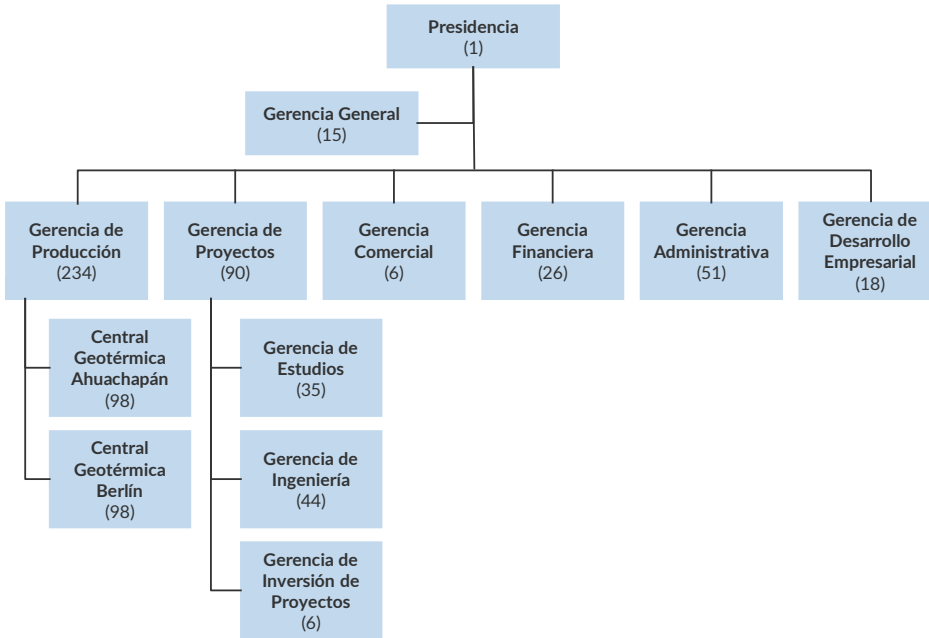 Presidencia
(1)
Gerencia General
(15)
Gerencia de
Producción
(234)
Gerencia de
Proyectos
(90)
Gerencia
Comercial
(6)
Gerencia
Financiera
(26)
Gerencia
Administrativa
(51)
Gerencia de
Desarrollo
Empresarial
(18)
Central
Geotérmica
Ahuachapán
(98)
Central
Geotérmica
Berlín
(98)
Gerencia de
Estudios
(35)
Gerencia de
Ingeniería
(44)
Gerencia de
Inversión de
Proyectos
(6)